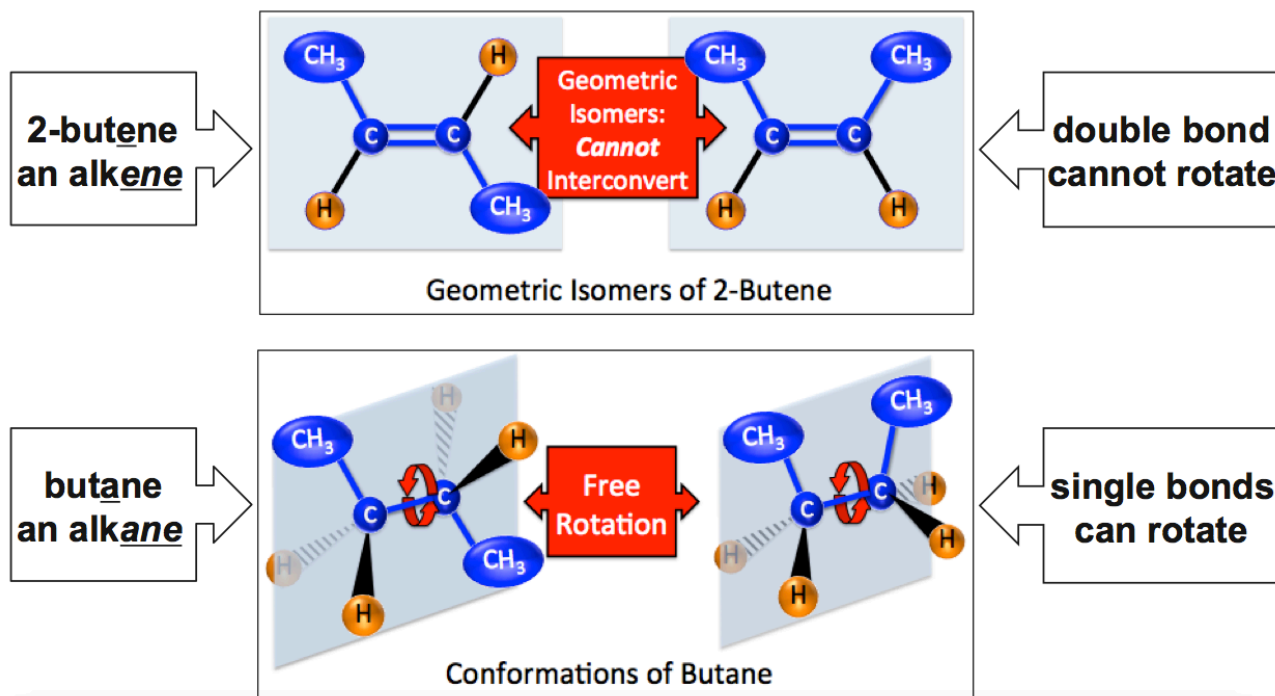 2-butene
an alkene
CH₃
H
C
C
H
CH₃
Geometric
Isomers:
Cannot
Interconvert
CH₃
CH₃
C
C
H
H
double bond
cannot rotate
Geometric Isomers of 2-Butene
butane
an alkane
H
CH₃
H
C
C
H
CH₃
H
Free
Rotation
CH₃
CH₃
C
C
H
H
H
H
single bonds
can rotate
Conformations of Butane